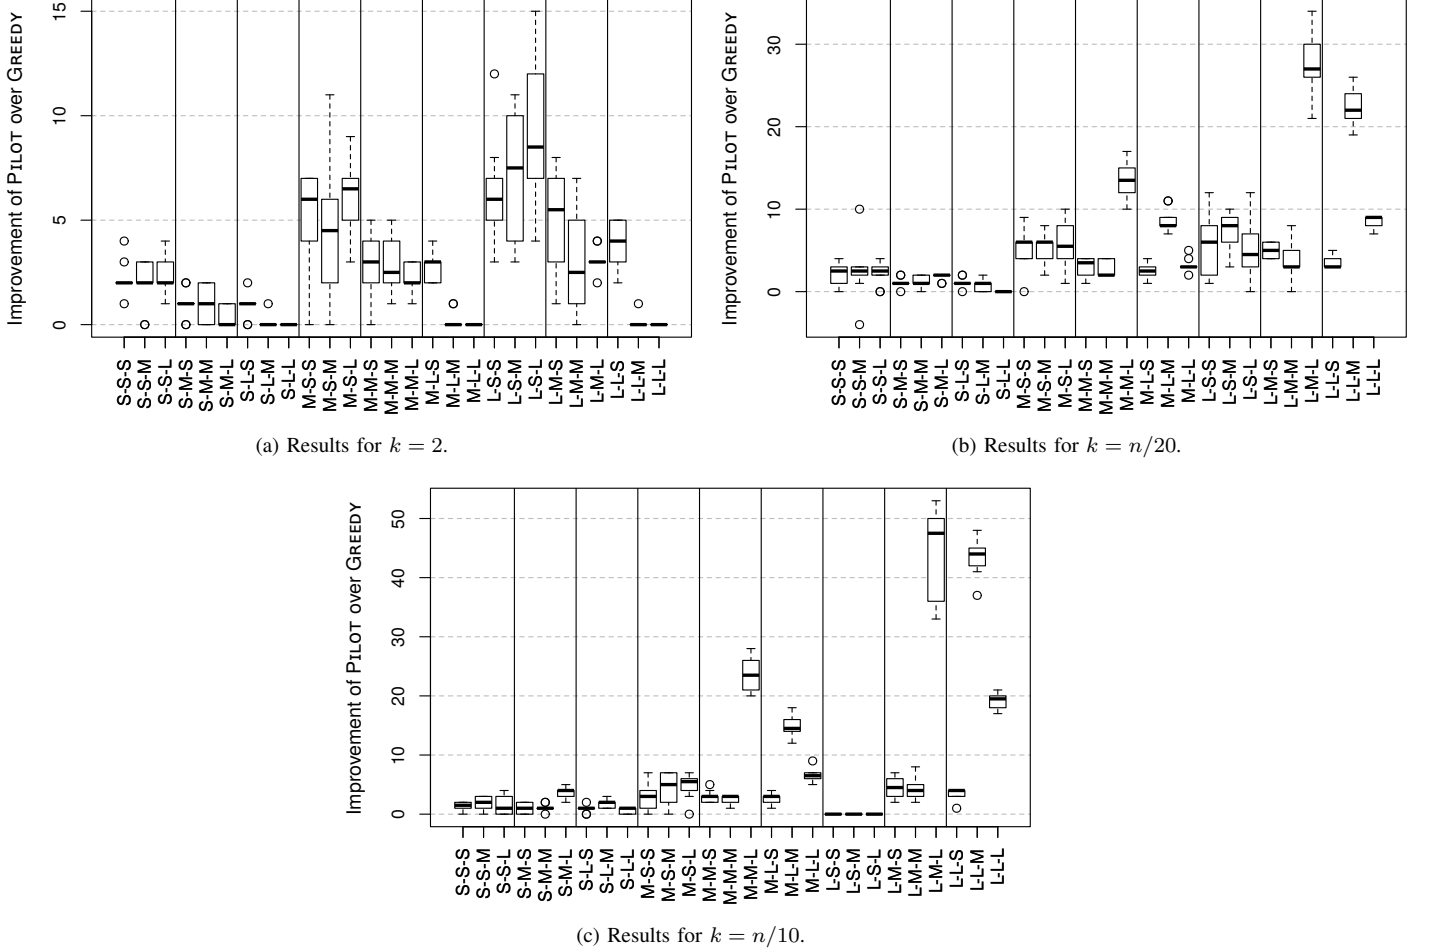 Improvement of PILOT over GREEDY
0 5 10 15
S-S-S S-S-M S-S-L S-M-S S-M-M S-M-L S-L-S S-L-M S-L-L M-S-S M-S-M M-S-L M-M-S M-M-M M-M-L M-L-S M-L-M M-L-L L-S-S L-S-M L-S-L L-M-S L-M-M L-M-L L-L-S L-L-M L-L-L
(a) Results for k = 2.
Improvement of PILOT over GREEDY
0 10 20 30
S-S-S S-S-M S-S-L S-M-S S-M-M S-M-L S-L-S S-L-M S-L-L M-S-S M-S-M M-S-L M-M-S M-M-M M-M-L M-L-S M-L-M M-L-L L-S-S L-S-M L-S-L L-M-S L-M-M L-M-L L-L-S L-L-M L-L-L
(b) Results for k = n/20.
Improvement of PILOT over GREEDY
0 10 20 30 40 50
S-S-S S-S-M S-S-L S-M-S S-M-M S-M-L S-L-S S-L-M S-L-L M-S-S M-S-M M-S-L M-M-S M-M-M M-M-L M-L-S M-L-M M-L-L L-S-S L-S-M L-S-L L-M-S L-M-M L-M-L L-L-S L-L-M L-L-L
(c) Results for k = n/10.